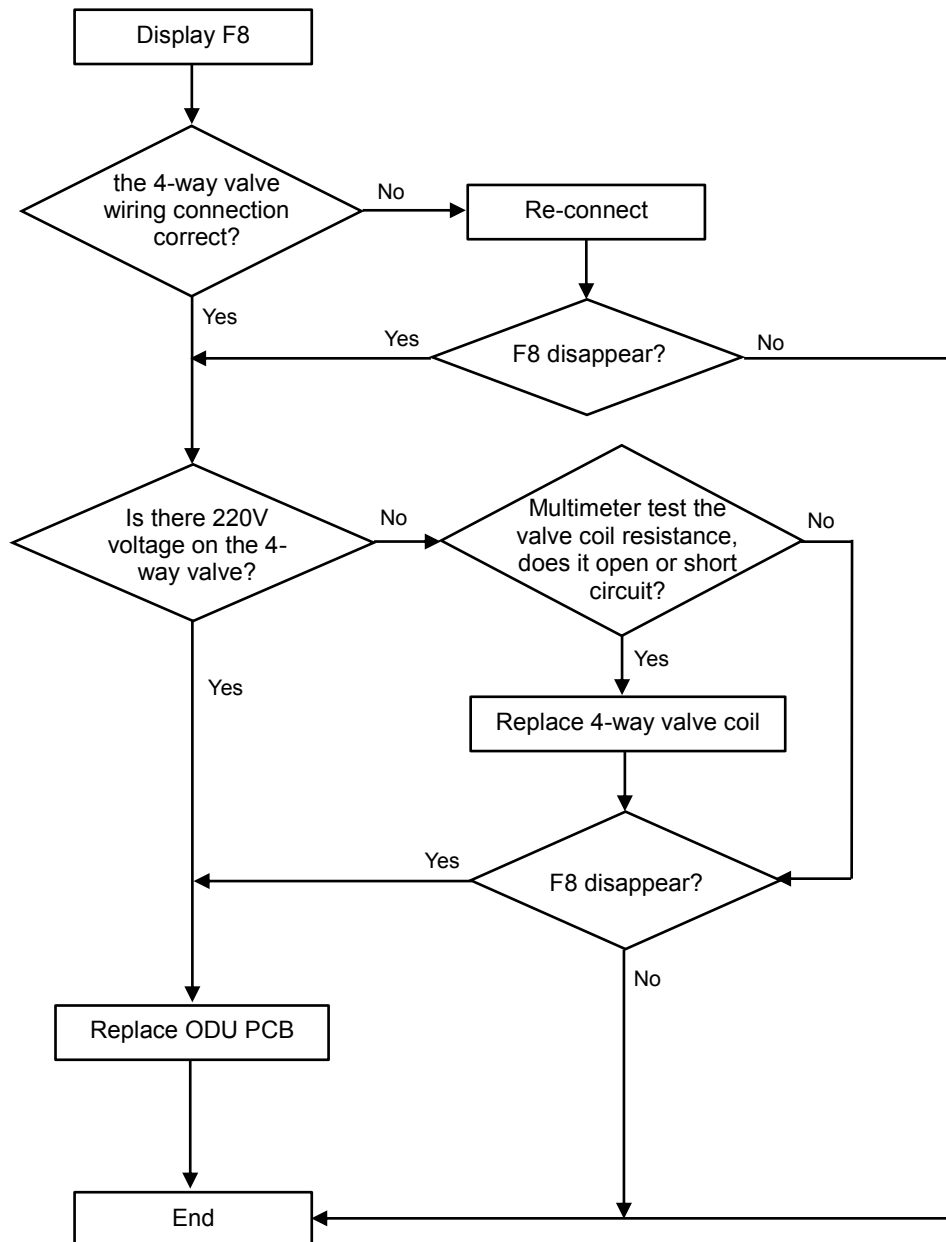 Display F8
the 4-way valve
wiring connection
correct?
No
Re-connect
Yes
Yes
F8 disappear?
No
Is there 220V
voltage on the 4-
way valve?
No
Multimeter test the
valve coil resistance,
does it open or short
circuit?
No
Yes
Yes
Replace 4-way valve coil
Yes
F8 disappear?
No
Replace ODU PCB
End